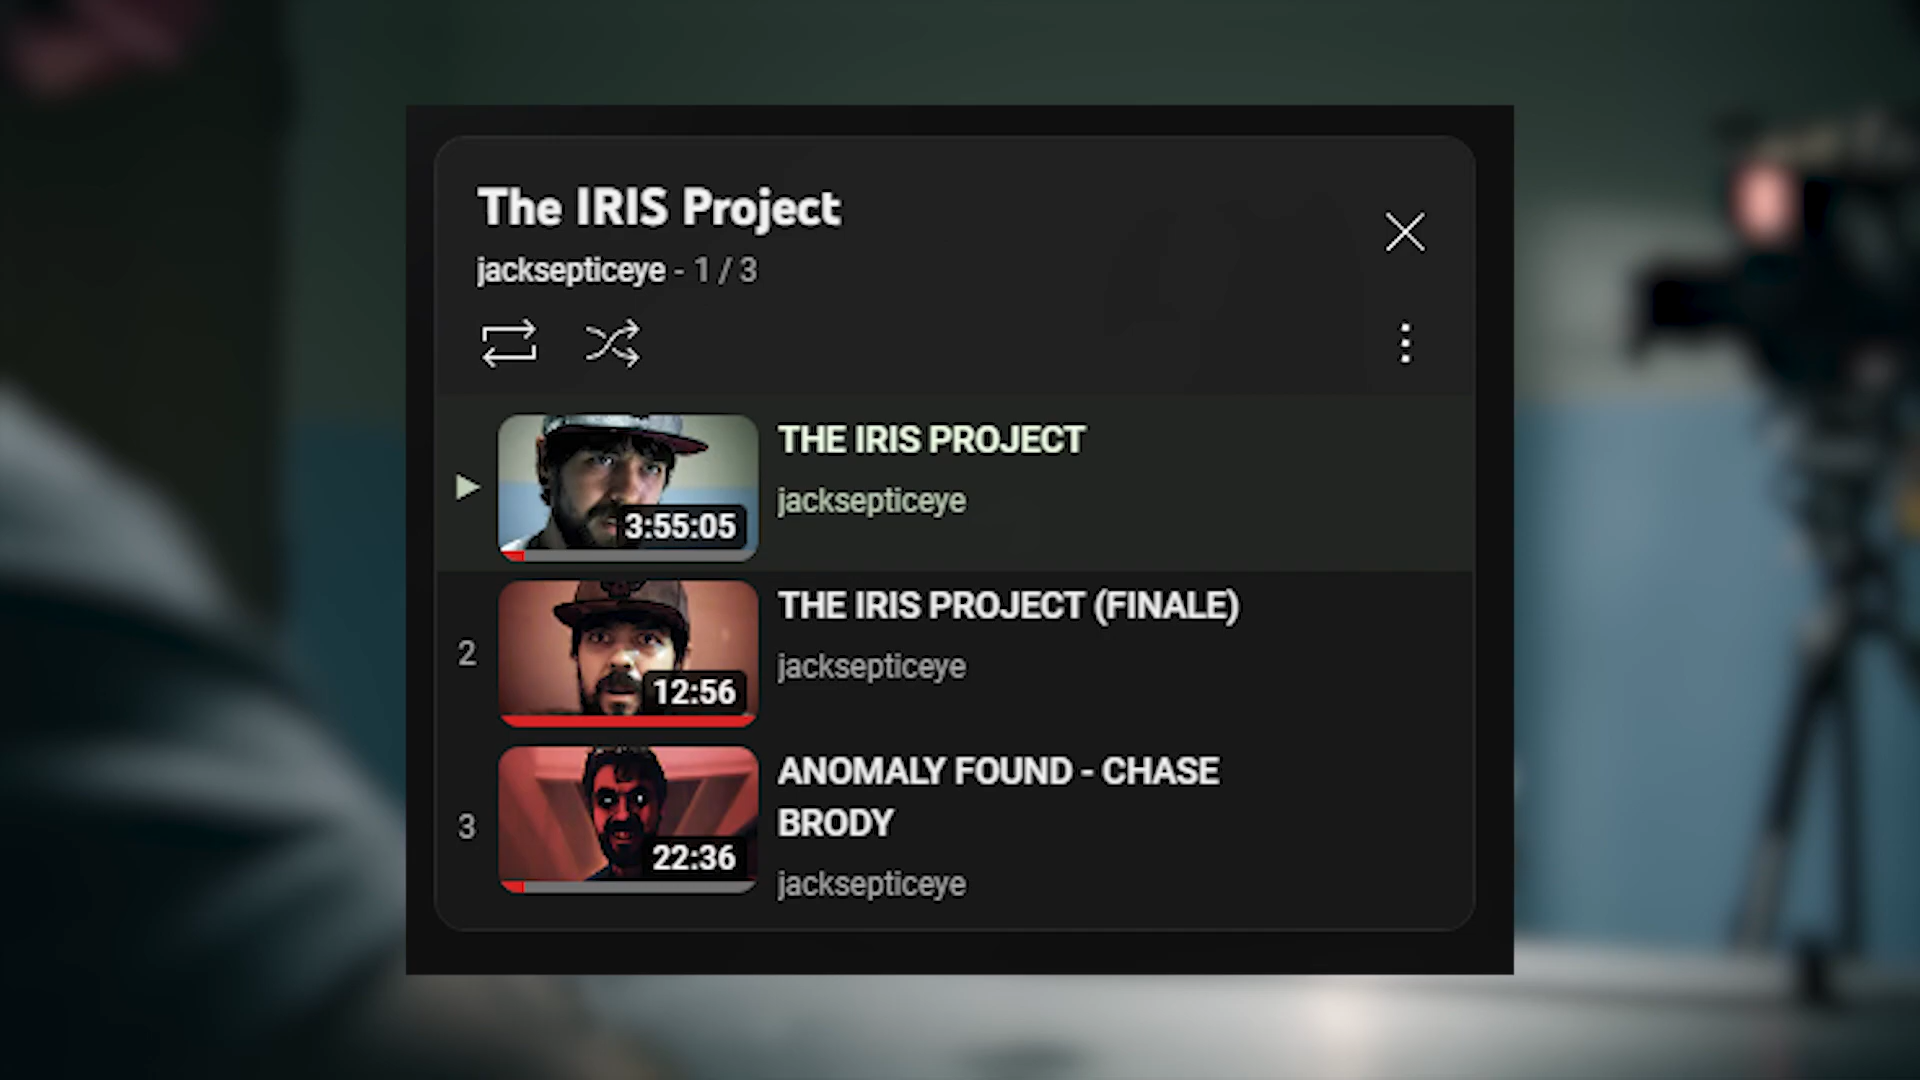 The IRIS Project
jacksepticeye - 1 / 3
THE IRIS PROJECT
jacksepticeye
3:55:05
2
THE IRIS PROJECT (FINALE)
jacksepticeye
12:56
3
ANOMALY FOUND - CHASE
BRODY
jacksepticeye
22:36